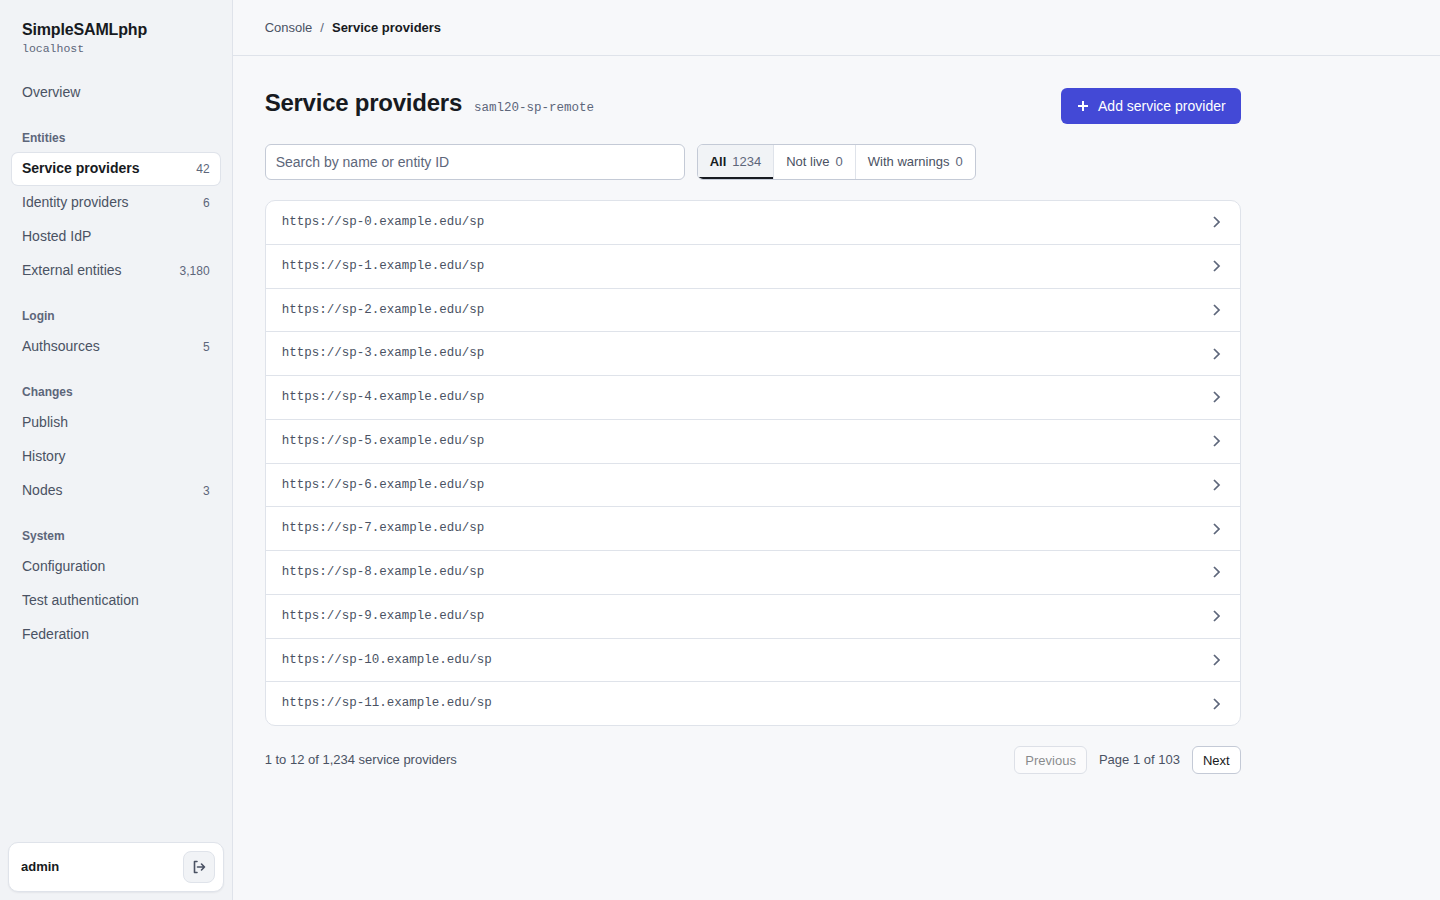 SimpleSAMLphp
localhost
Overview
Entities
Service providers 42
Identity providers 6
Hosted IdP
External entities 3,180
Login
Authsources 5
Changes
Publish
History
Nodes 3
System
Configuration
Test authentication
Federation
admin
Console / Service providers
Service providers saml20-sp-remote
Add service provider
Search by name or entity ID
All 1234 Not live 0 With warnings 0
https://sp-0.example.edu/sp
https://sp-1.example.edu/sp
https://sp-2.example.edu/sp
https://sp-3.example.edu/sp
https://sp-4.example.edu/sp
https://sp-5.example.edu/sp
https://sp-6.example.edu/sp
https://sp-7.example.edu/sp
https://sp-8.example.edu/sp
https://sp-9.example.edu/sp
https://sp-10.example.edu/sp
https://sp-11.example.edu/sp
1 to 12 of 1,234 service providers
Previous Page 1 of 103 Next